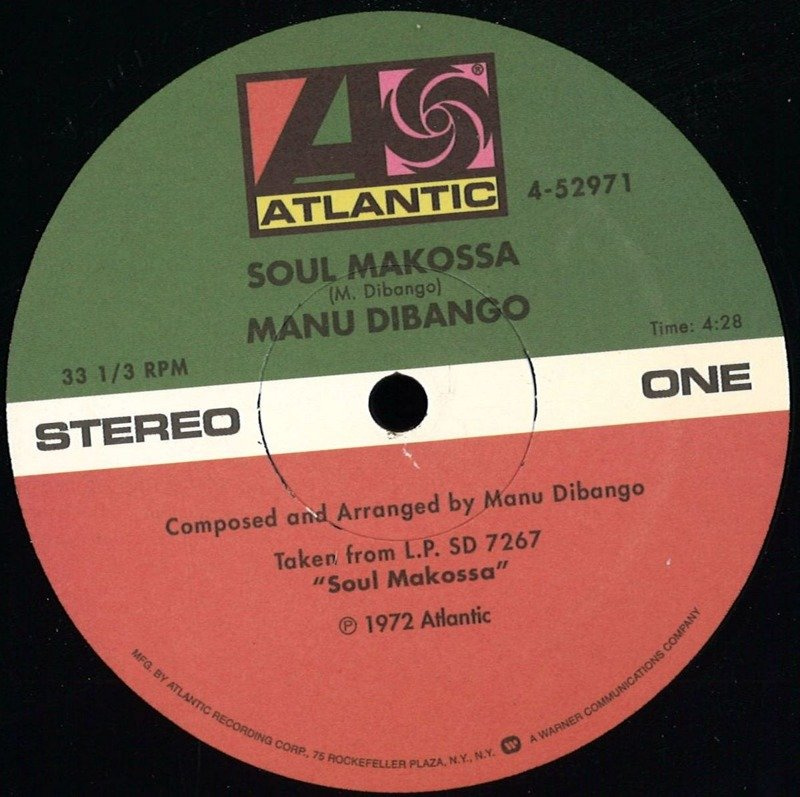 ATLANTIC
®
4-52971
SOUL MAKOSSA
(M. Dibango)
MANU DIBANGO
Time: 4:28
33 1/3 RPM
STEREO
ONE
Composed and Arranged by Manu Dibango
Taken from L.P. SD 7267
"Soul Makossa"
℗ 1972 Atlantic
MFG. BY ATLANTIC RECORDING CORP., 75 ROCKEFELLER PLAZA, N.Y., N.Y. W A WARNER COMMUNICATIONS COMPANY